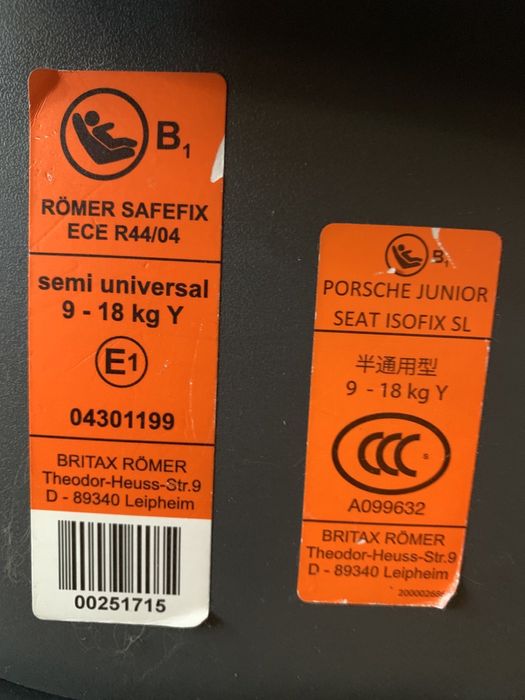 B1
RÖMER SAFEFIX
ECE R44/04
semi universal
9 - 18 kg Y
E1
04301199
BRITAX RÖMER
Theodor-Heuss-Str.9
D - 89340 Leipheim
00251715
B1
PORSCHE JUNIOR
SEAT ISOFIX SL
半通用型
9 - 18 kg Y
CCC S
A099632
BRITAX RÖMER
Theodor-Heuss-Str.9
D - 89340 Leipheim